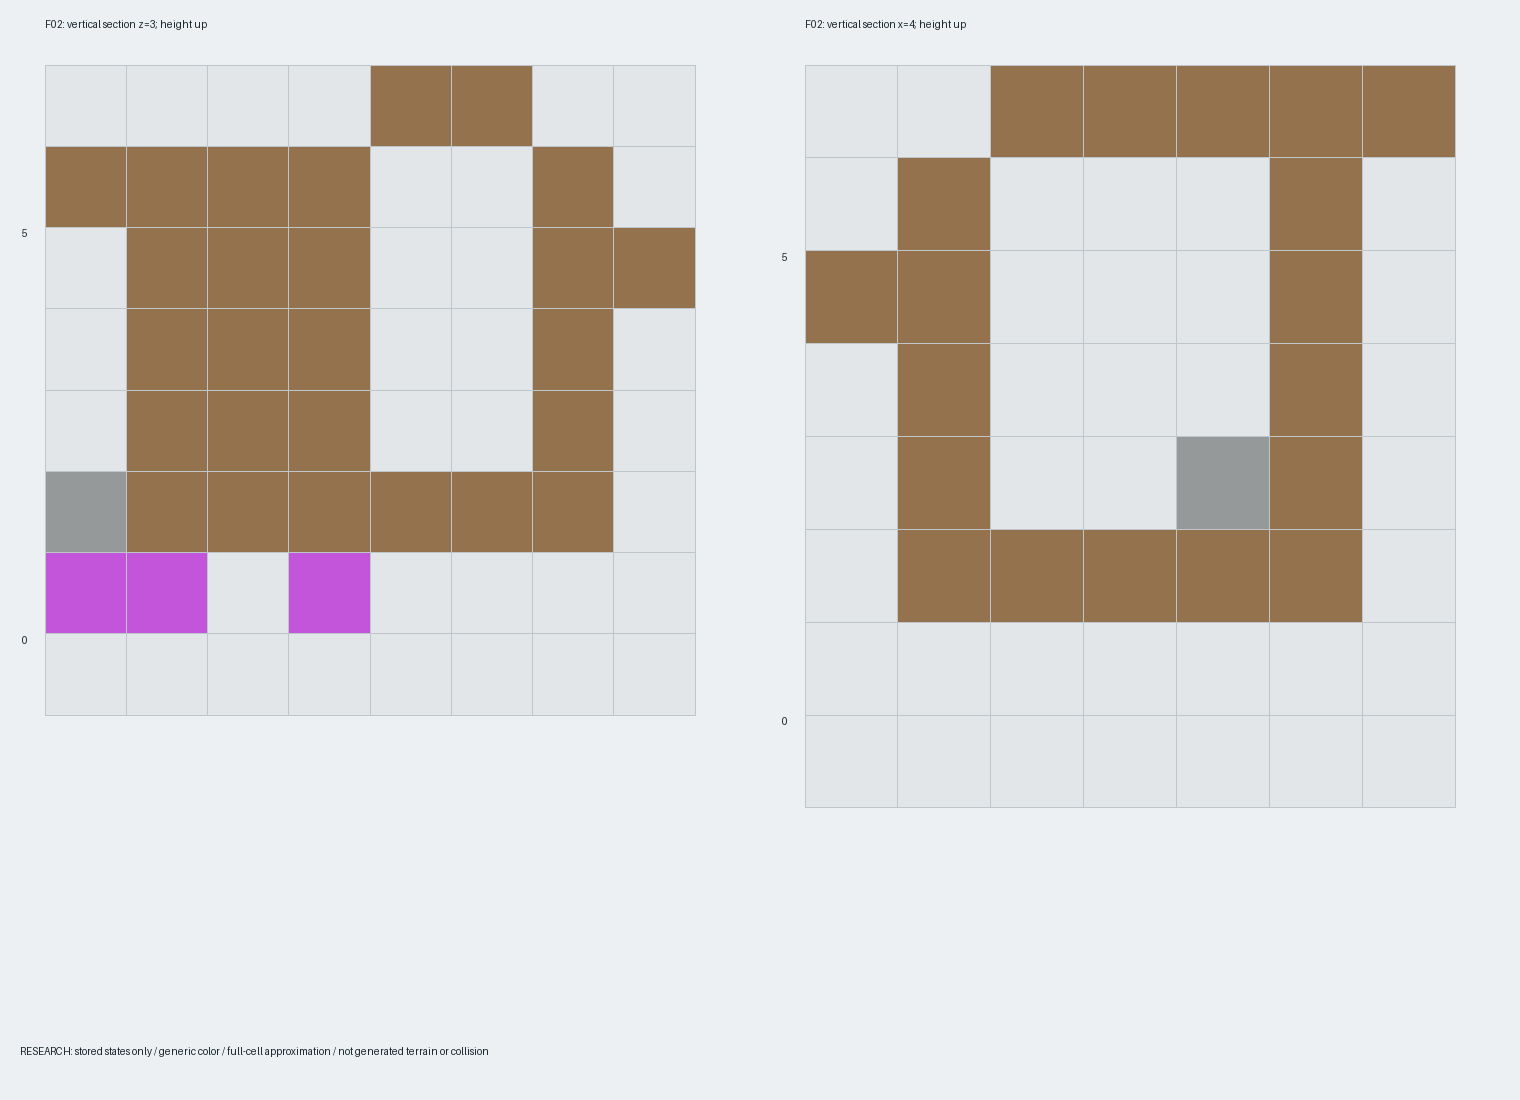 F02: vertical section z=3; height up
F02: vertical section x=4; height up
5
5
0
0
RESEARCH: stored states only / generic color / full-cell approximation / not generated terrain or collision